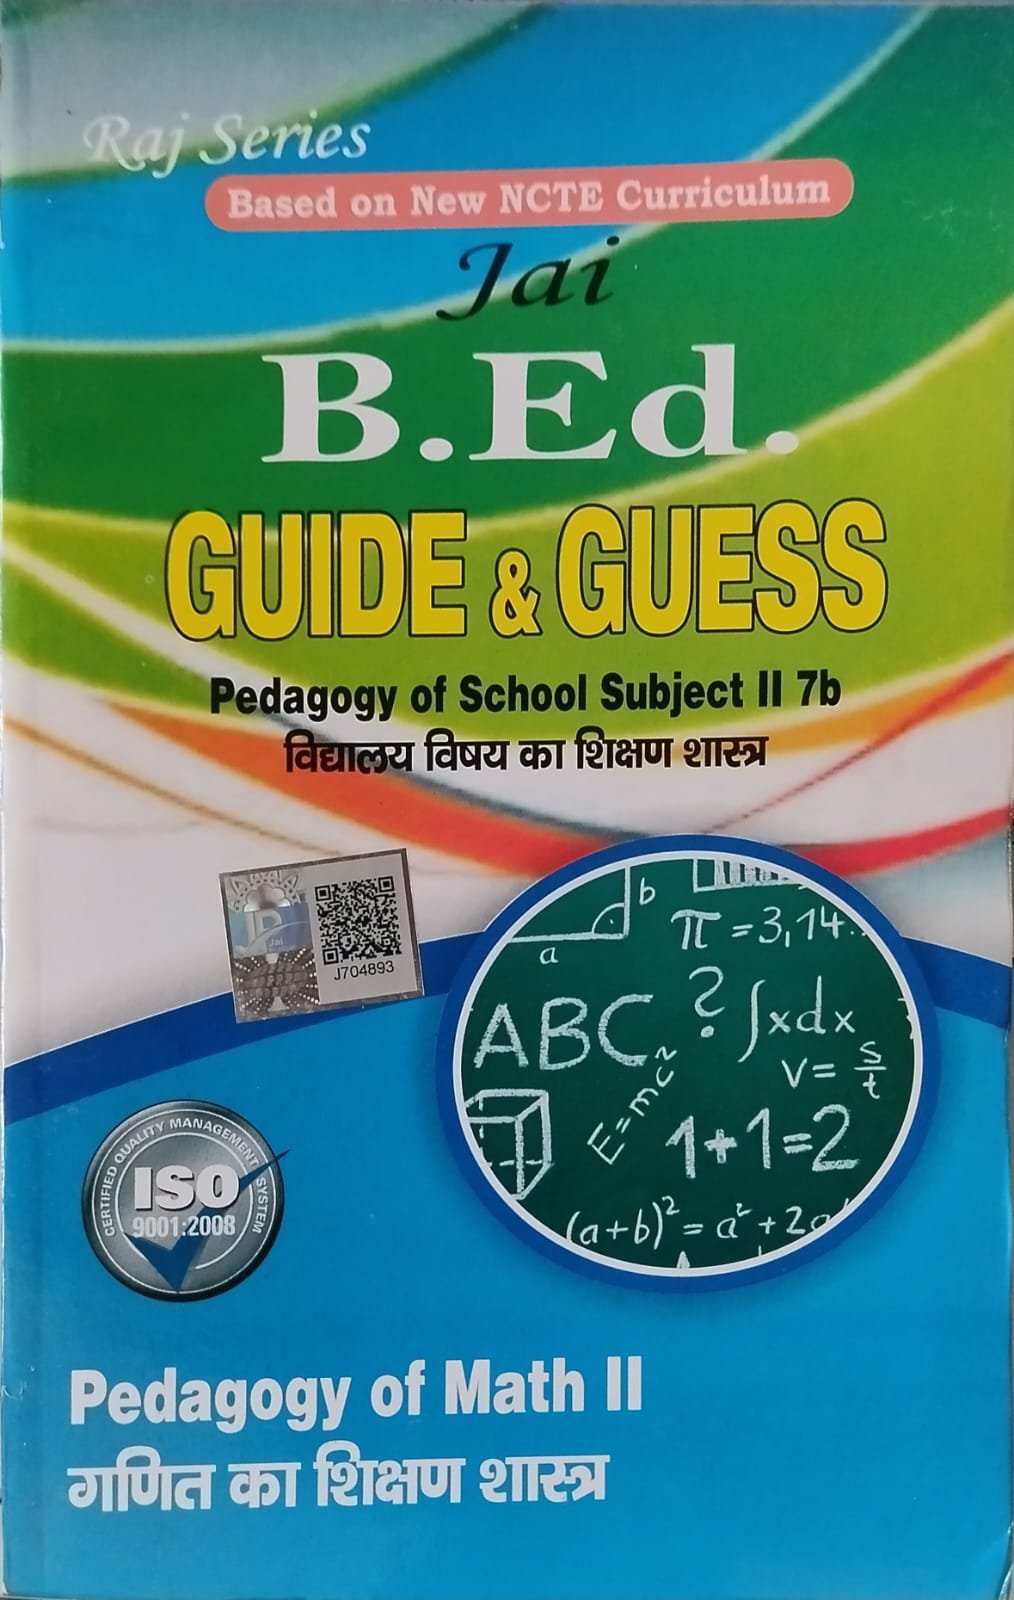 Raj Series
Based on New NCTE Curriculum
Jai
B.Ed.
GUIDE & GUESS
Pedagogy of School Subject II 7b
विद्यालय विषय का शिक्षण शास्त्र
Jai
J704893
b
a
π = 3,14..
ABC
?
∫xdx
v = s/t
E=mc²
1+1=2
(a+b)² = a² + 2a
CERTIFIED QUALITY MANAGEMENT SYSTEM
ISO
9001:2008
Pedagogy of Math II
गणित का शिक्षण शास्त्र